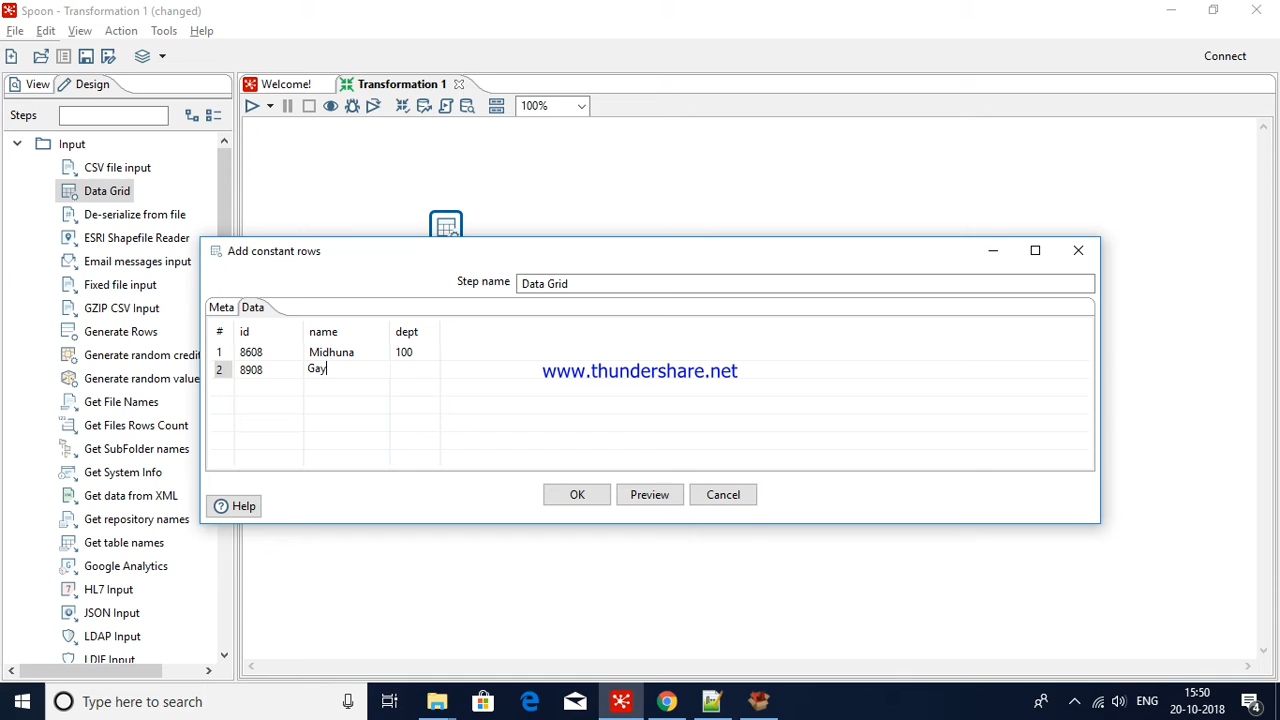 Spoon - Transformation 1 (changed)
File Edit View Action Tools Help
Connect
View Design
Welcome! Transformation 1
Steps
100%
Input
CSV file input
Data Grid
De-serialize from file
ESRI Shapefile Reader
Email messages input
Fixed file input
GZIP CSV Input
Generate Rows
Generate random credi
Generate random value
Get File Names
Get Files Rows Count
Get SubFolder names
Get System Info
Get data from XML
Get repository names
Get table names
Google Analytics
HL7 Input
JSON Input
LDAP Input
LDIF Input
Add constant rows
Step name Data Grid
Meta Data
# id name dept
1 8608 Midhuna 100
2 8908 Gay
www.thundershare.net
OK Preview Cancel
Help
Type here to search
ENG
15:50
20-10-2018
4